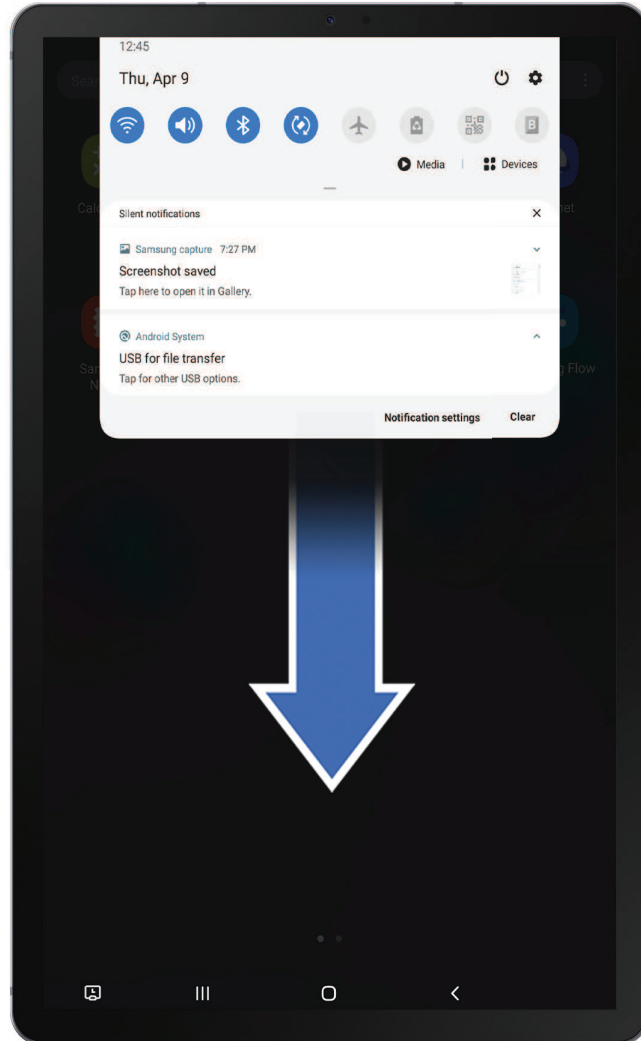 12:45
Thu, Apr 9
Media
Devices
Silent notifications
Samsung capture 7:27 PM
Screenshot saved
Tap here to open it in Gallery.
Android System
USB for file transfer
Tap for other USB options.
Flow
Notification settings Clear